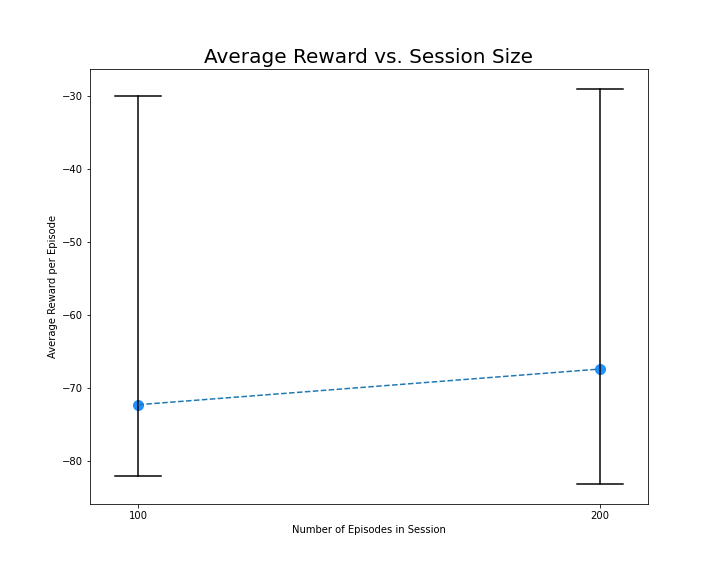 Average Reward vs. Session Size
Average Reward per Episode
−30
−40
−50
−60
−70
−80
100
200
Number of Episodes in Session